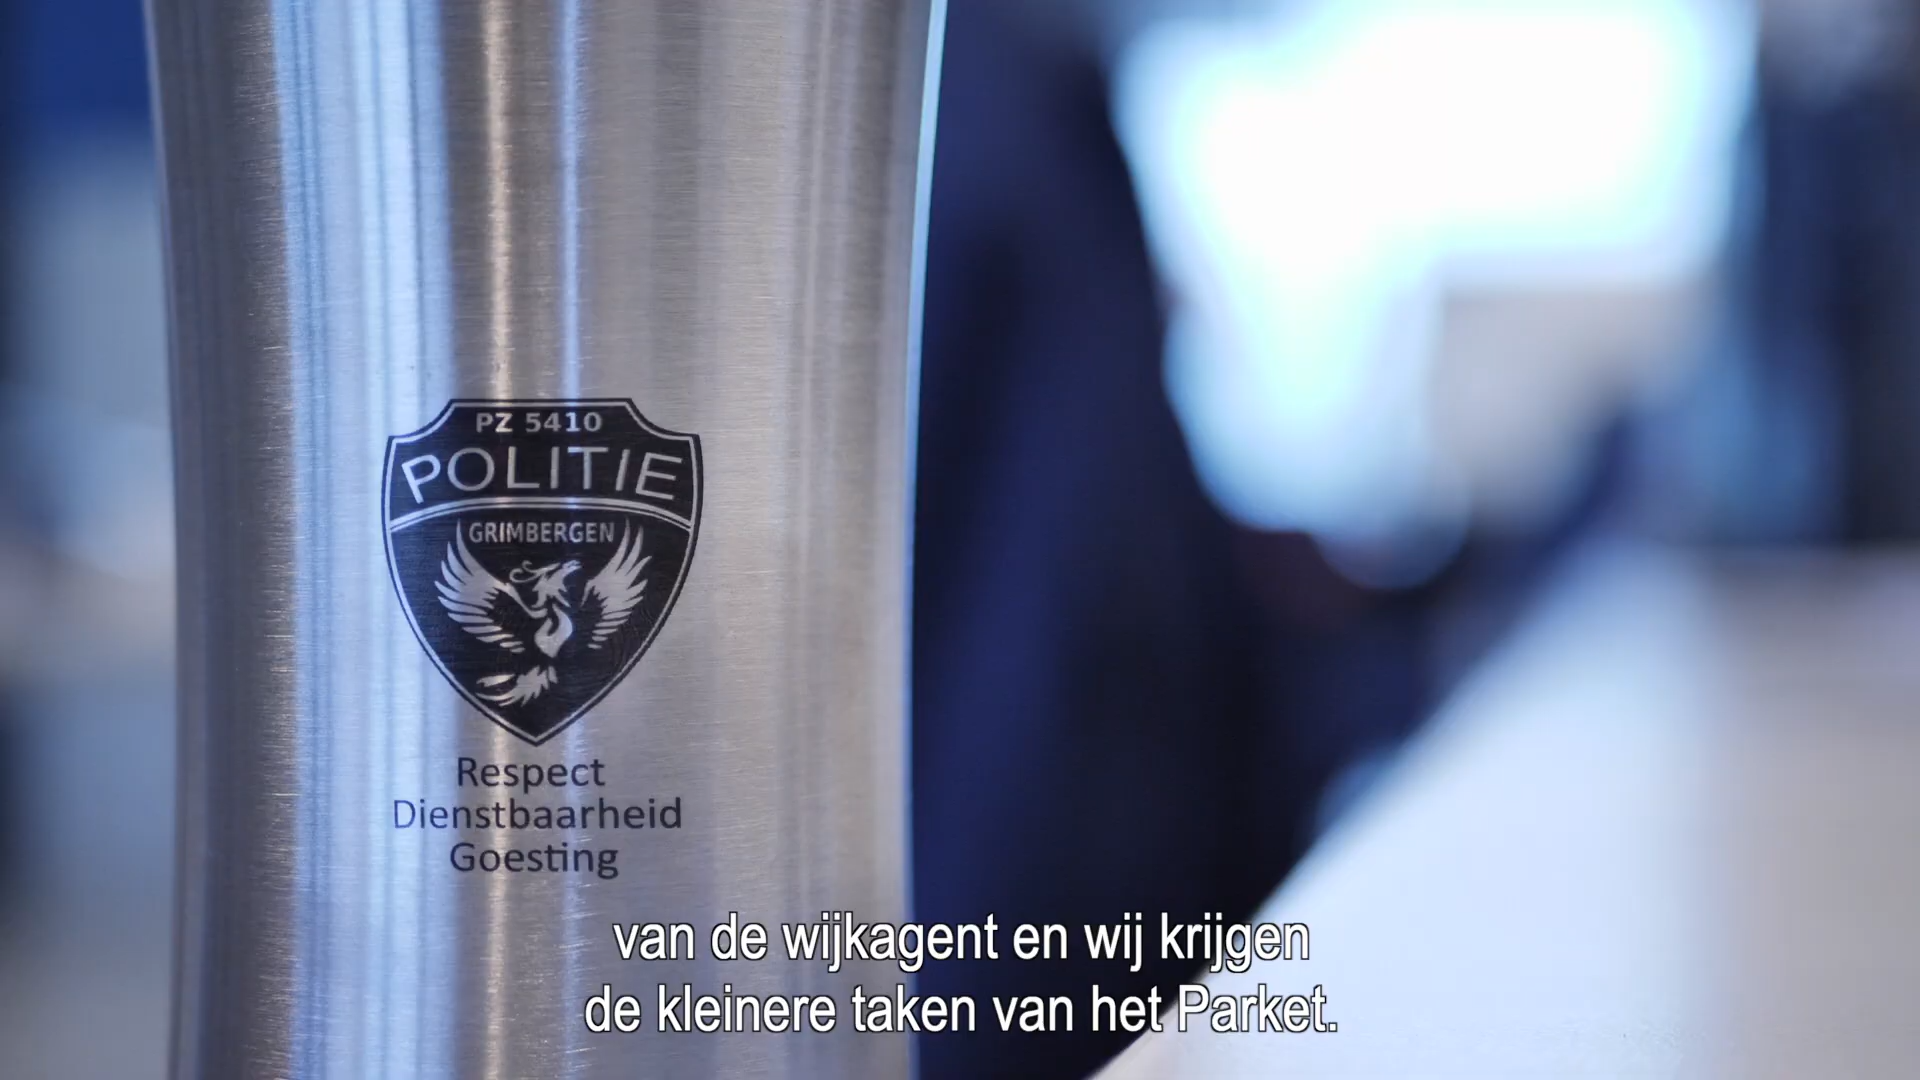 PZ 5410
POLITIE
GRIMBERGEN
Respect
Dienstbaarheid
Goesting
van de wijkagent en wij krijgen
de kleinere taken van het Parket.